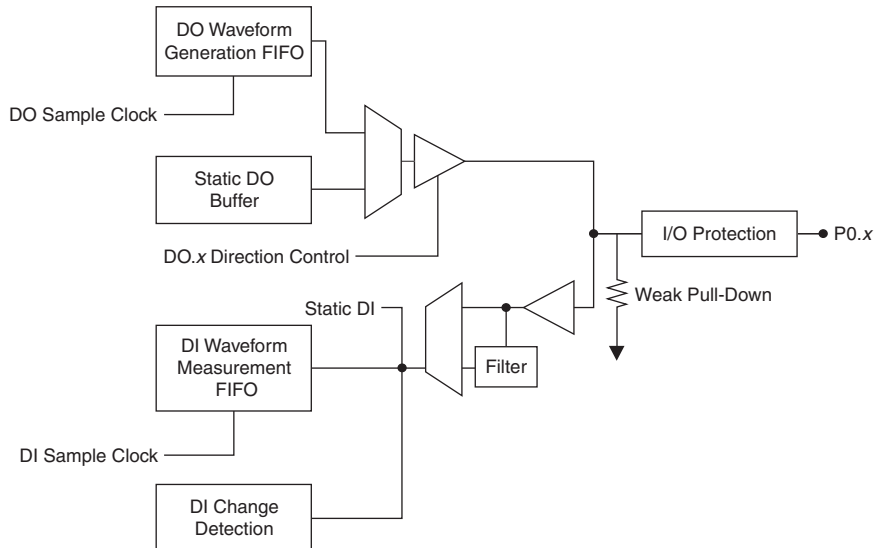 DO Waveform
Generation FIFO
DO Sample Clock
Static DO
Buffer
I/O Protection
P0.x
DO.x Direction Control
Weak Pull-Down
Static DI
DI Waveform
Measurement
FIFO
Filter
DI Sample Clock
DI Change
Detection